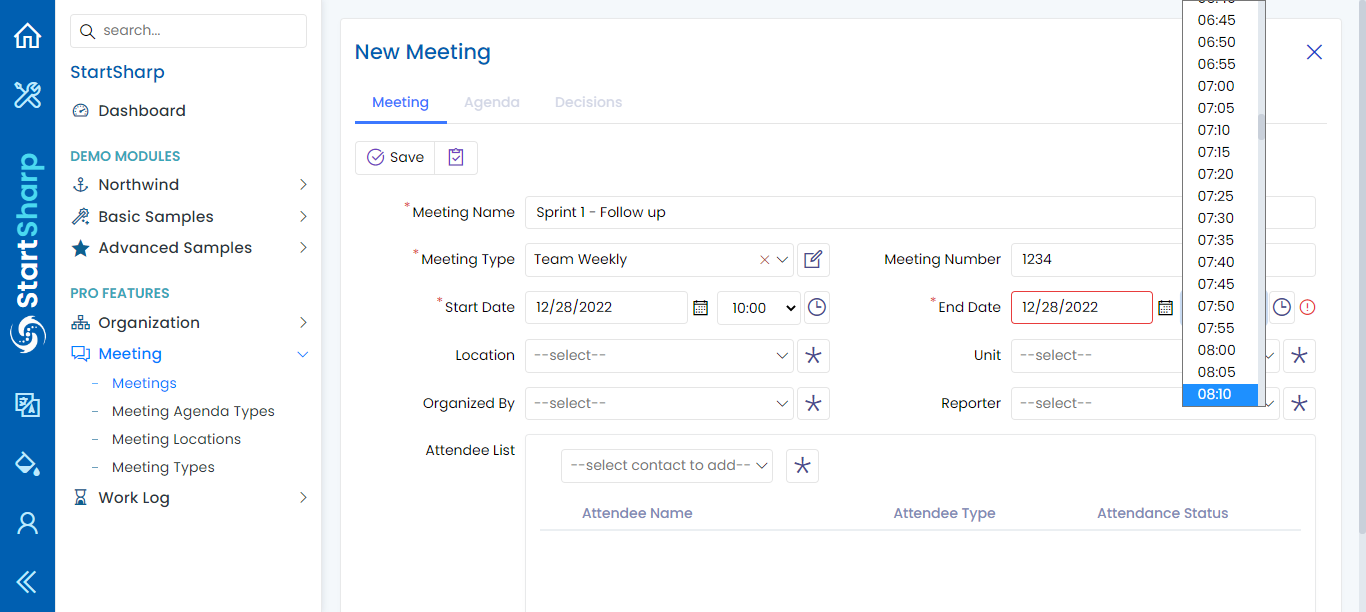 search...
StartSharp
Dashboard
DEMO MODULES
Northwind
Basic Samples
Advanced Samples
PRO FEATURES
Organization
Meeting
Meetings
Meeting Agenda Types
Meeting Locations
Meeting Types
Work Log
StartSharp
New Meeting
Meeting Agenda Decisions
Save
*Meeting Name Sprint 1 - Follow up
*Meeting Type Team Weekly Meeting Number 1234
*Start Date 12/28/2022 10:00 *End Date 12/28/2022
Location --select-- Unit --select--
Organized By --select-- Reporter --select--
Attendee List --select contact to add--
Attendee Name Attendee Type Attendance Status
06:45
06:50
06:55
07:00
07:05
07:10
07:15
07:20
07:25
07:30
07:35
07:40
07:45
07:50
07:55
08:00
08:05
08:10